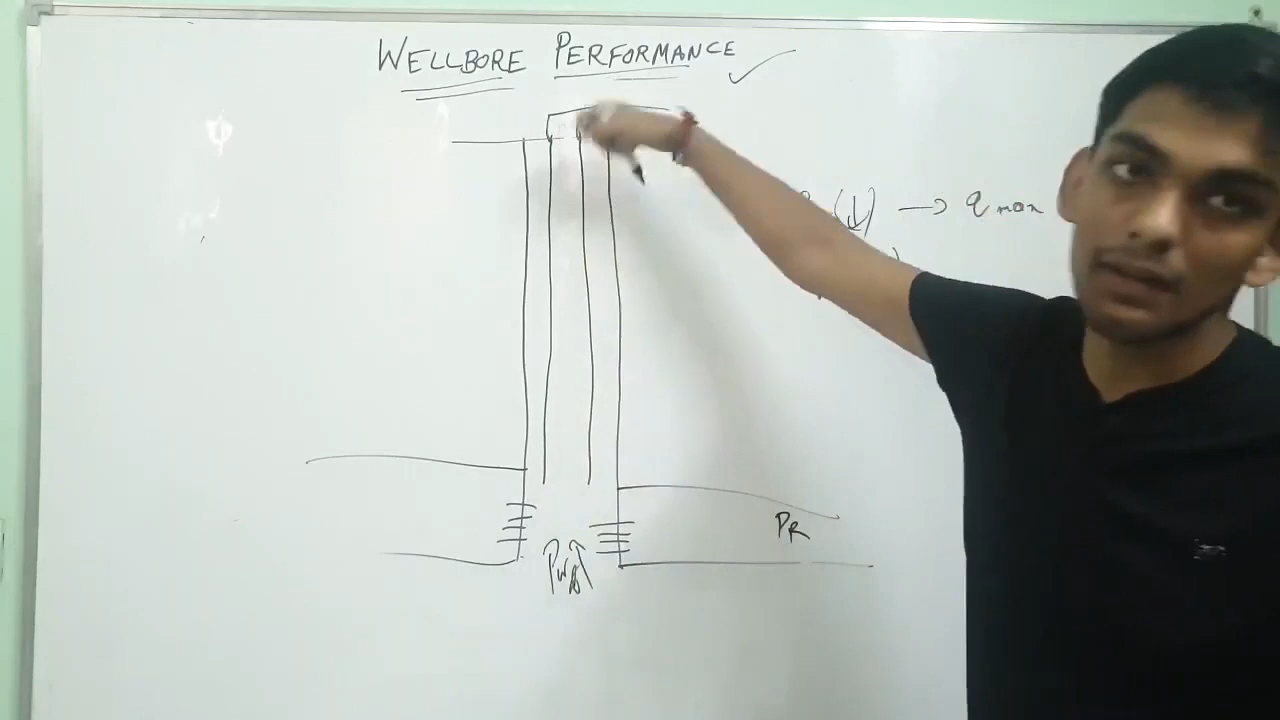 WELLBORE PERFORMANCE
(↓) → q max
PR
Pwf